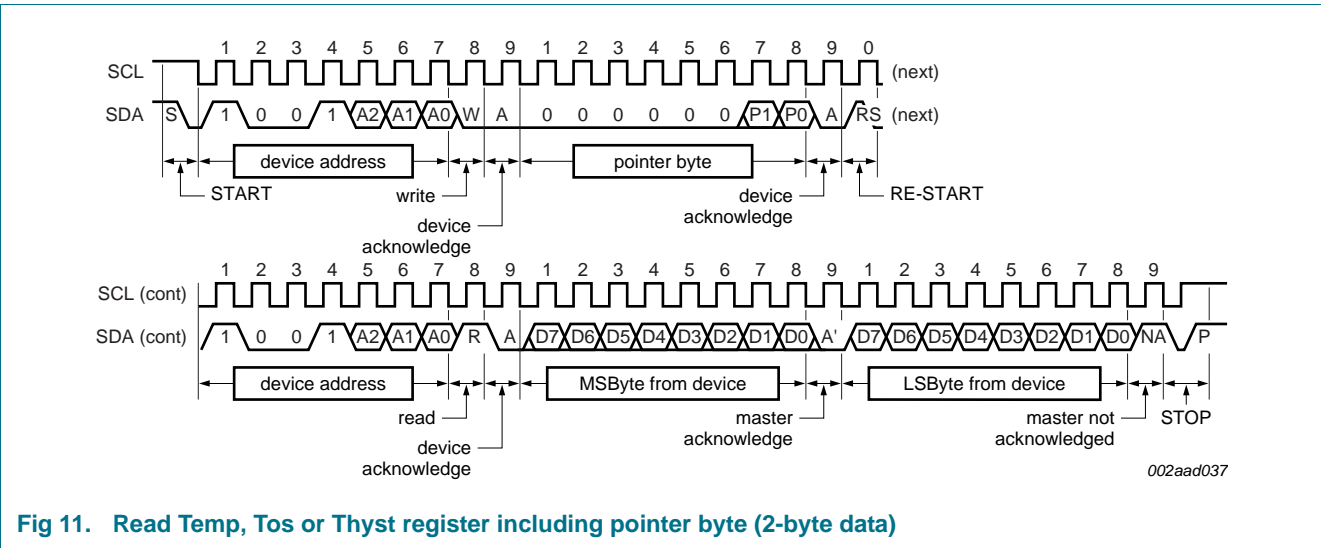 1 2 3 4 5 6 7 8 9 1 2 3 4 5 6 7 8 9 0
SCL (next)
SDA S 1 0 0 1 A2 A1 A0 W A 0 0 0 0 0 0 P1 P0 A RS (next)
device address pointer byte
START write device RE-START
device acknowledge
acknowledge
1 2 3 4 5 6 7 8 9 1 2 3 4 5 6 7 8 9 1 2 3 4 5 6 7 8 9
SCL (cont)
SDA (cont) 1 0 0 1 A2 A1 A0 R A D7 D6 D5 D4 D3 D2 D1 D0 A' D7 D6 D5 D4 D3 D2 D1 D0 NA P
device address MSByte from device LSByte from device
read master master not STOP
device acknowledge acknowledged
acknowledge
002aad037
Fig 11. Read Temp, Tos or Thyst register including pointer byte (2-byte data)